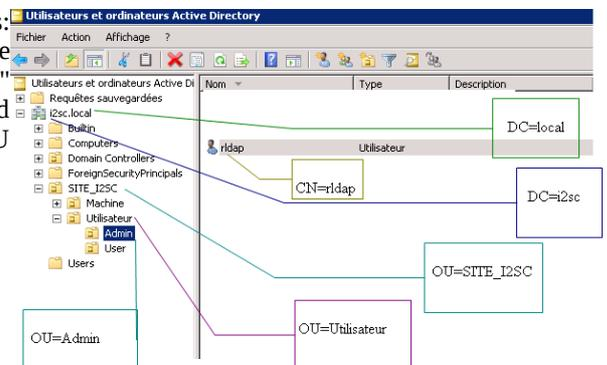 s:
Utilisateurs et ordinateurs Active Directory
Fichier Action Affichage ?
e
"
d
U
Utilisateurs et ordinateurs Active Di
Requêtes sauvegardées
i2sc.local
Builtin
Computers
Domain Controllers
ForeignSecurityPrincipals
SITE_I2SC
Machine
Utilisateur
Admin
User
Users
Nom Type Description
rldap Utilisateur
DC=local
CN=rldap
DC=i2sc
OU=SITE_I2SC
OU=Utilisateur
OU=Admin